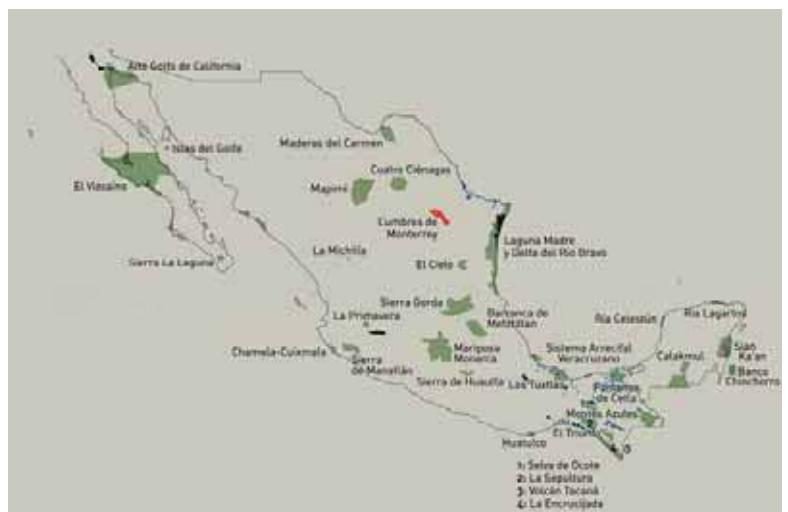 Alto Golfo de California
Islas del Golfo
Maderas del Carmen
Cuatro Ciénagas
El Viscaíno
Mapimí
Cumbres de
Monterrey
Laguna Madre
y Delta del Río Bravo
La Michilía
El Cielo
Sierra La Laguna
Sierra Gorda
Barranca de
Metztitlán
La Primavera
Ría Celestún
Ría Lagartos
Chamela-Cuixmala
Sierra
de Manatlán
Mariposa
Monarca
Sistema Arrecifal
Veracruzano
Calakmul
Sian
Ka'an
Sierra de Huautla
Los Tuxtlas
Pantanos
de Centla
Banco
Chinchorro
Montes Azules
El Triunfo
Huatulco
1: Selva de Ocote
2: La Sepultura
3: Volcán Tacaná
4: La Encrucijada